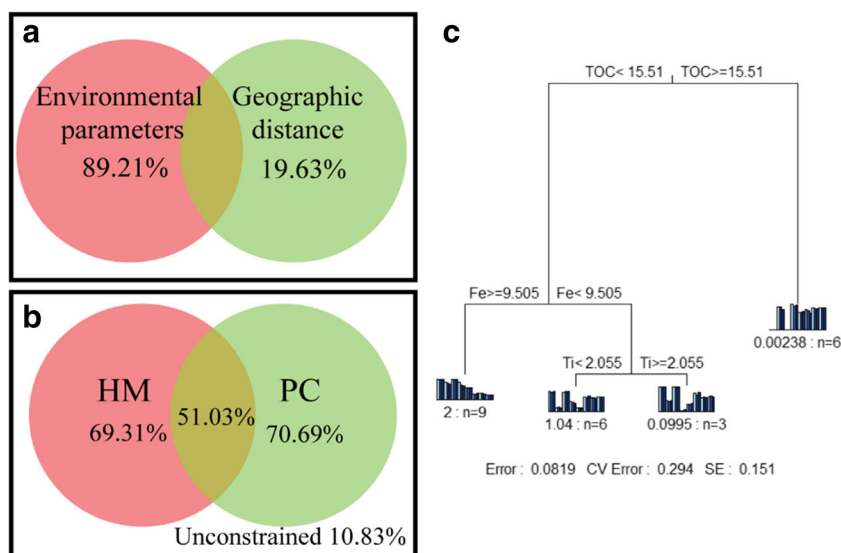 a
Environmental
parameters
89.21%
Geographic
distance
19.63%
b
HM
69.31%
51.03%
PC
70.69%
Unconstrained 10.83%
c
TOC< 15.51 TOC>=15.51
Fe>=9.505 Fe< 9.505
Ti< 2.055 Ti>=2.055
0.00238 : n=6
2 : n=9
1.04 : n=6
0.0995 : n=3
Error : 0.0819 CV Error : 0.294 SE : 0.151